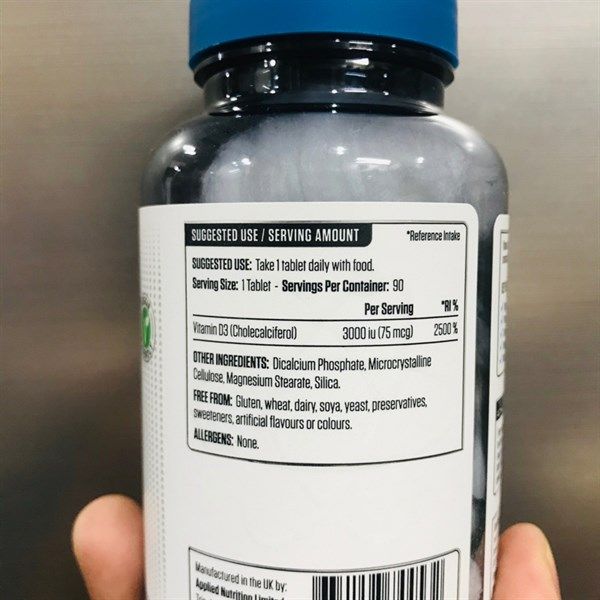 SUGGESTED USE / SERVING AMOUNT
*Reference Intake
SUGGESTED USE: Take 1 tablet daily with food.
Serving Size: 1 Tablet - Servings Per Container: 90
Per Serving *RI %
Vitamin D3 (Cholecalciferol) 3000 iu (75 mcg) 2500 %
OTHER INGREDIENTS: Dicalcium Phosphate, Microcrystalline
Cellulose, Magnesium Stearate, Silica.
FREE FROM: Gluten, wheat, dairy, soya, yeast, preservatives,
sweeteners, artificial flavours or colours.
ALLERGENS: None.
Manufactured in the UK by:
Applied Nutrition